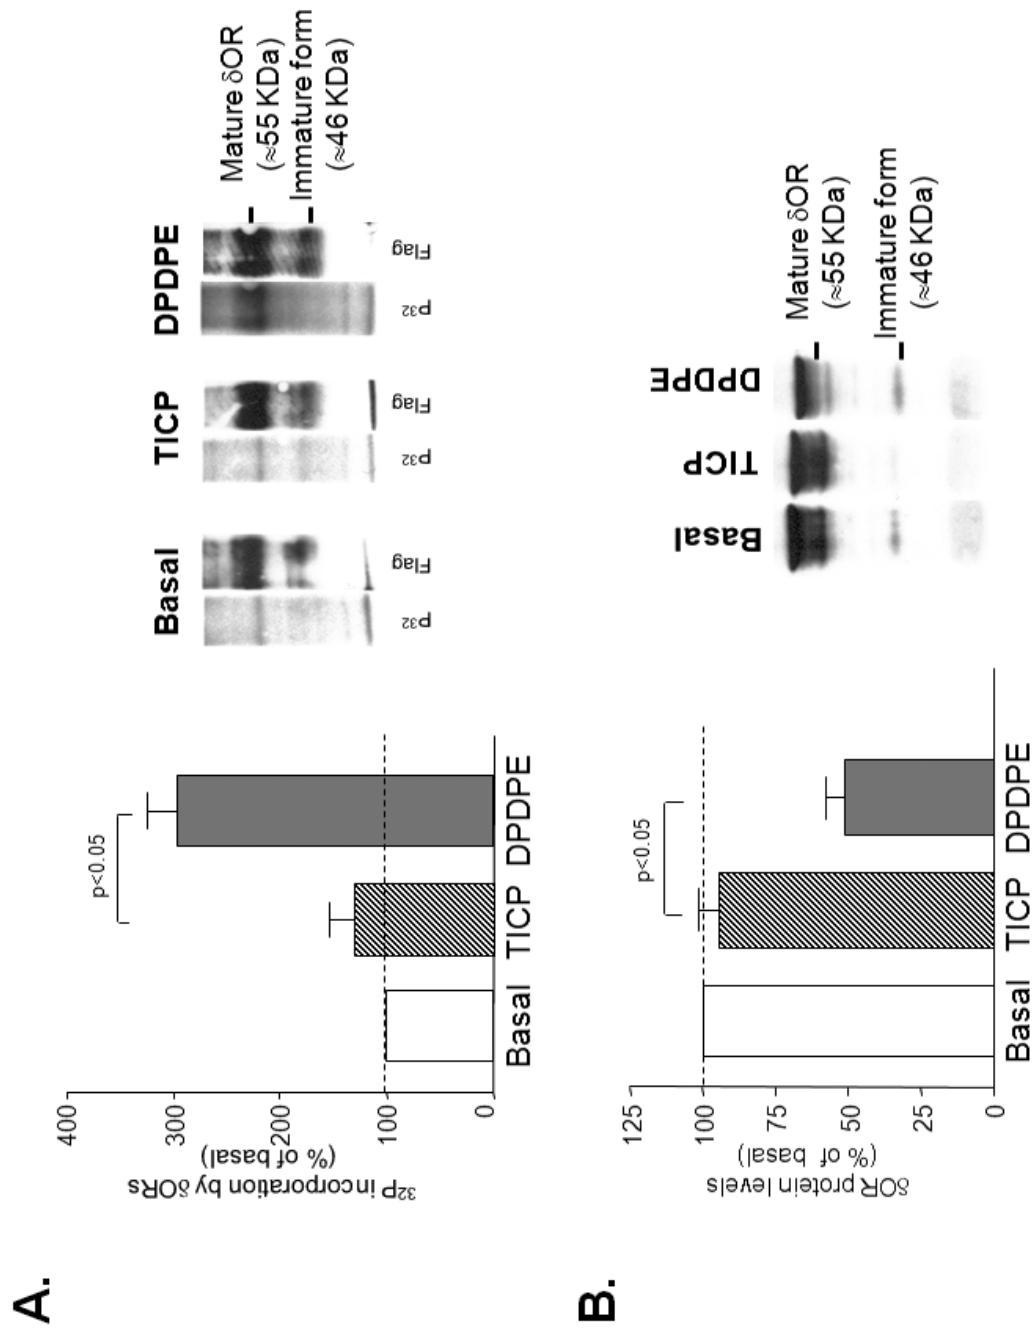 A.
³²P incorporation by δORs
(% of basal)
400
300
200
100
0
p<0.05
Basal
TICP
DPDPE
Basal
TICP
DPDPE
P³²
Flag
P³²
Flag
P³²
Flag
Mature δOR
(≈55 KDa)
Immature form
(≈46 KDa)
B.
δOR protein levels
(% of basal)
125
100
75
50
25
0
p<0.05
Basal
TICP
DPDPE
Basal
TICP
DPDPE
Mature δOR
(≈55 KDa)
Immature form
(≈46 KDa)